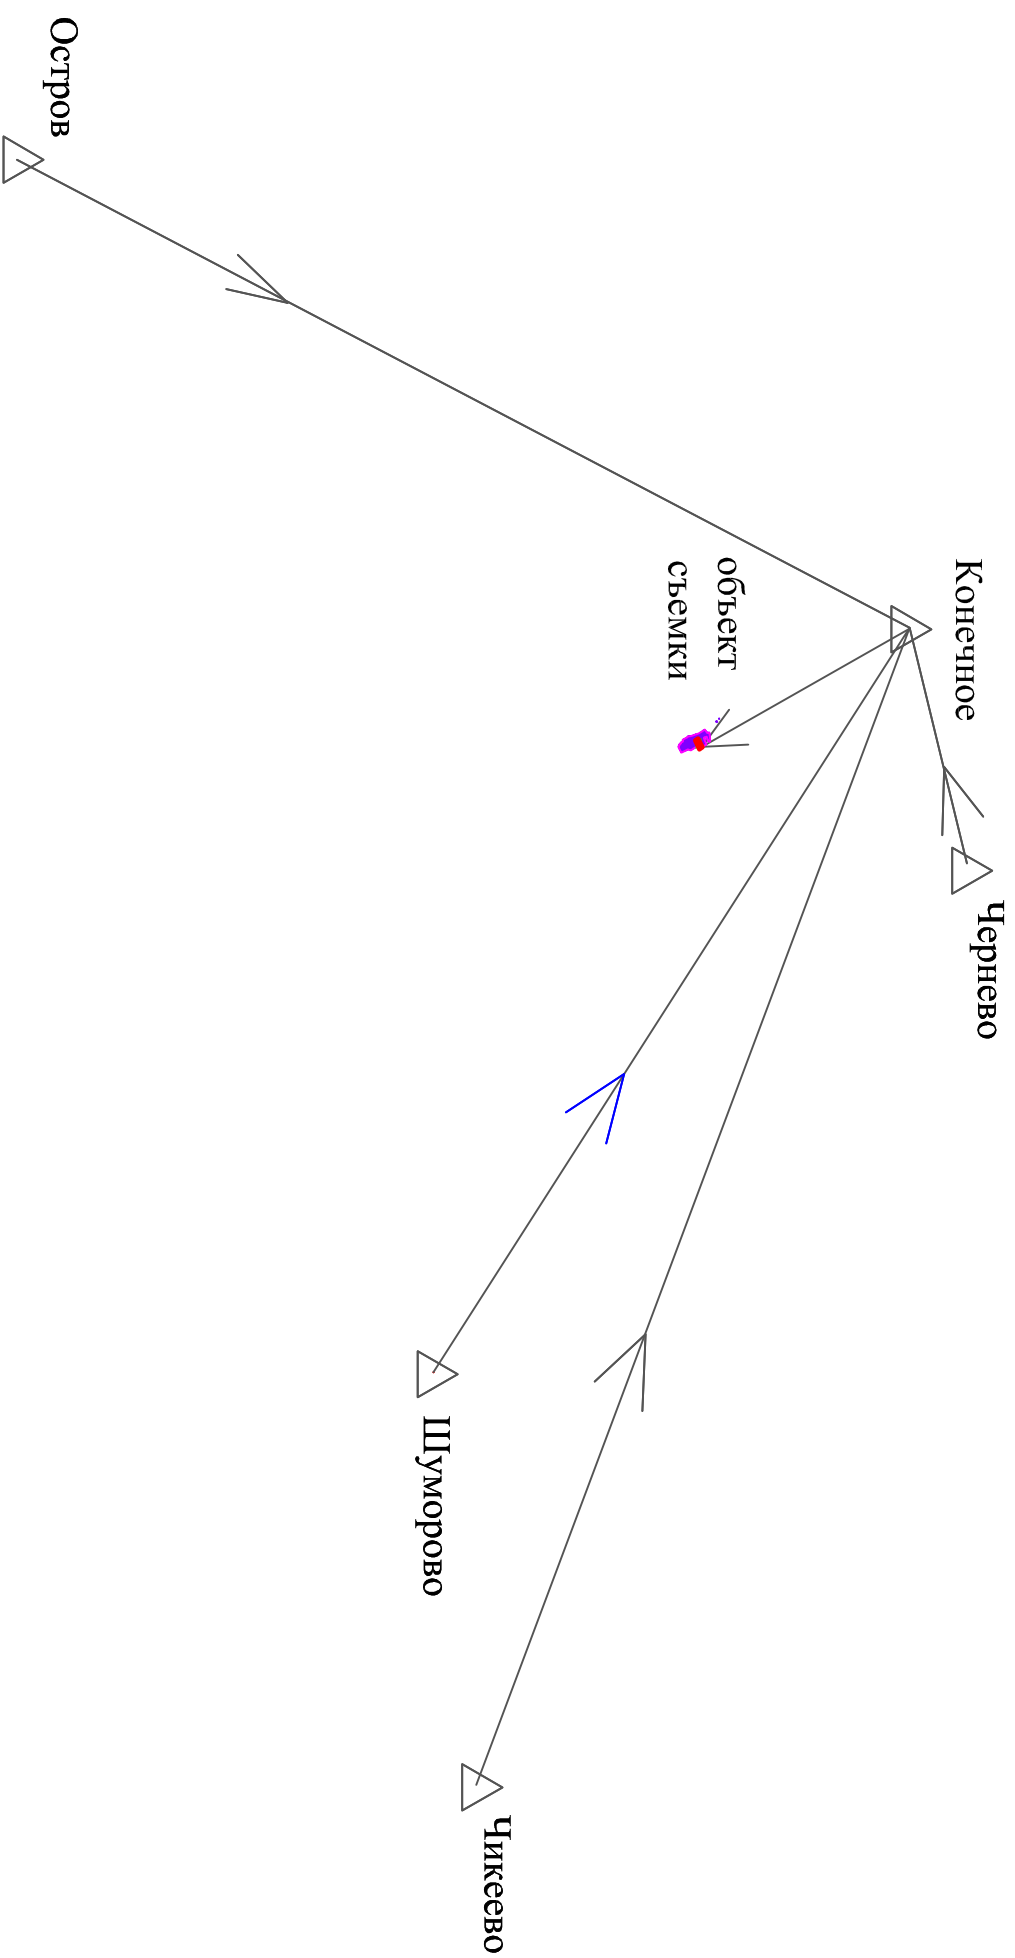 Конечное
Чернево
объект
съемки
Остров
Шуморово
Чикеево